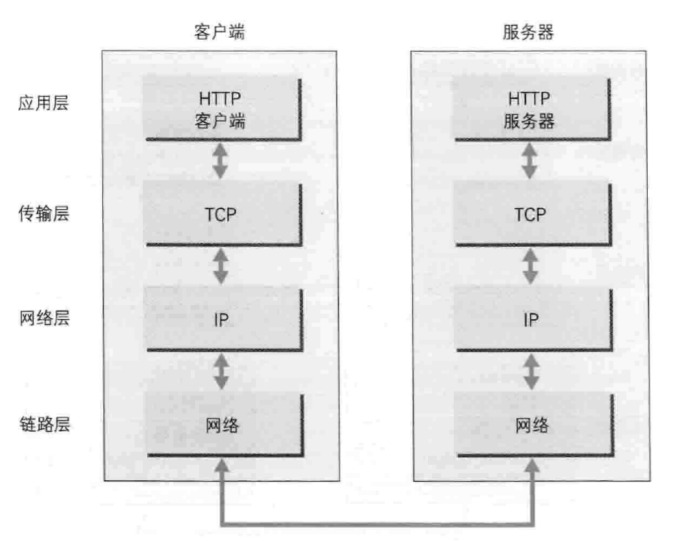 客户端 服务器
应用层
HTTP
客户端
HTTP
服务器
传输层 TCP TCP
网络层 IP IP
链路层 网络 网络